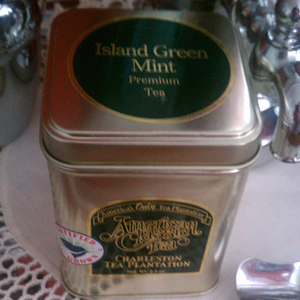 Island Green
Mint
Premium
Tea
America's Only Tea Plantation
American
Classic
Tea
CHARLESTON
TEA PLANTATION